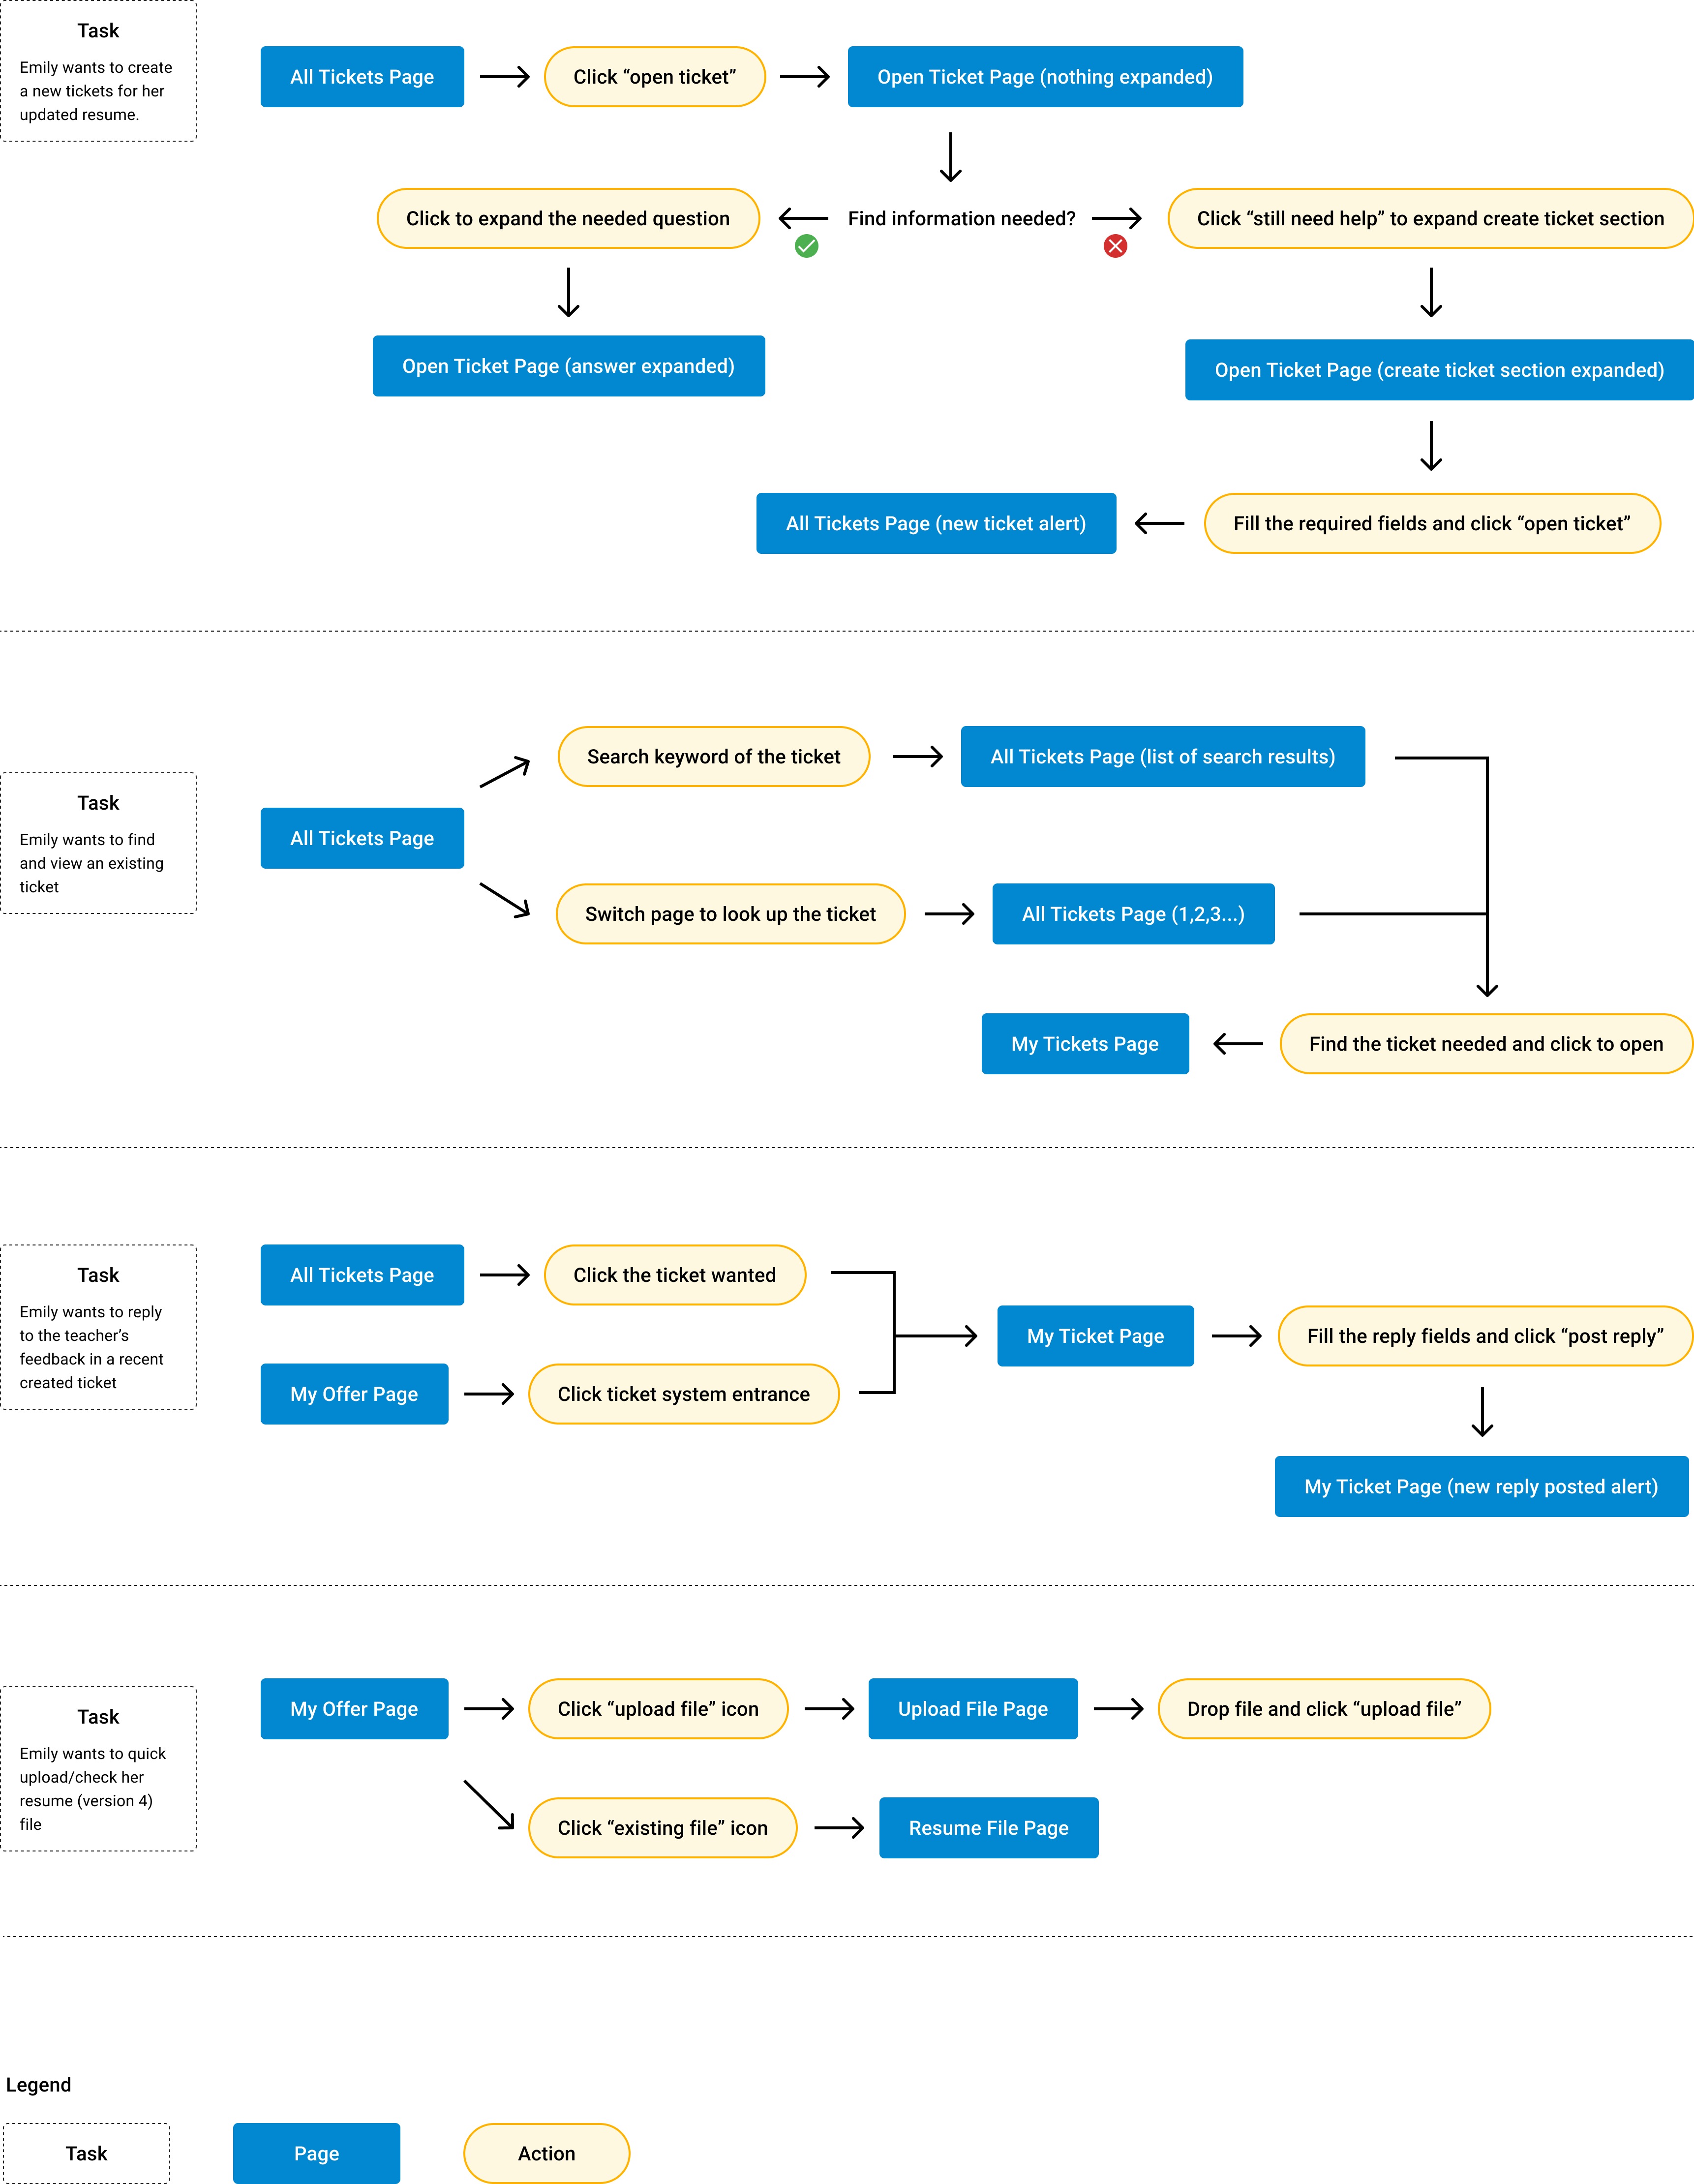 Task
Emily wants to create
a new tickets for her
updated resume.
All Tickets Page
Click “open ticket”
Open Ticket Page (nothing expanded)
Click to expand the needed question
Find information needed?
Click “still need help” to expand create ticket section
Open Ticket Page (answer expanded)
Open Ticket Page (create ticket section expanded)
All Tickets Page (new ticket alert)
Fill the required fields and click “open ticket”
Task
Emily wants to find
and view an existing
ticket
All Tickets Page
Search keyword of the ticket
All Tickets Page (list of search results)
Switch page to look up the ticket
All Tickets Page (1,2,3...)
My Tickets Page
Find the ticket needed and click to open
Task
Emily wants to reply
to the teacher’s
feedback in a recent
created ticket
All Tickets Page
Click the ticket wanted
My Offer Page
Click ticket system entrance
My Ticket Page
Fill the reply fields and click “post reply”
My Ticket Page (new reply posted alert)
Task
Emily wants to quick
upload/check her
resume (version 4)
file
My Offer Page
Click “upload file” icon
Upload File Page
Drop file and click “upload file”
Click “existing file” icon
Resume File Page
Legend
Task
Page
Action